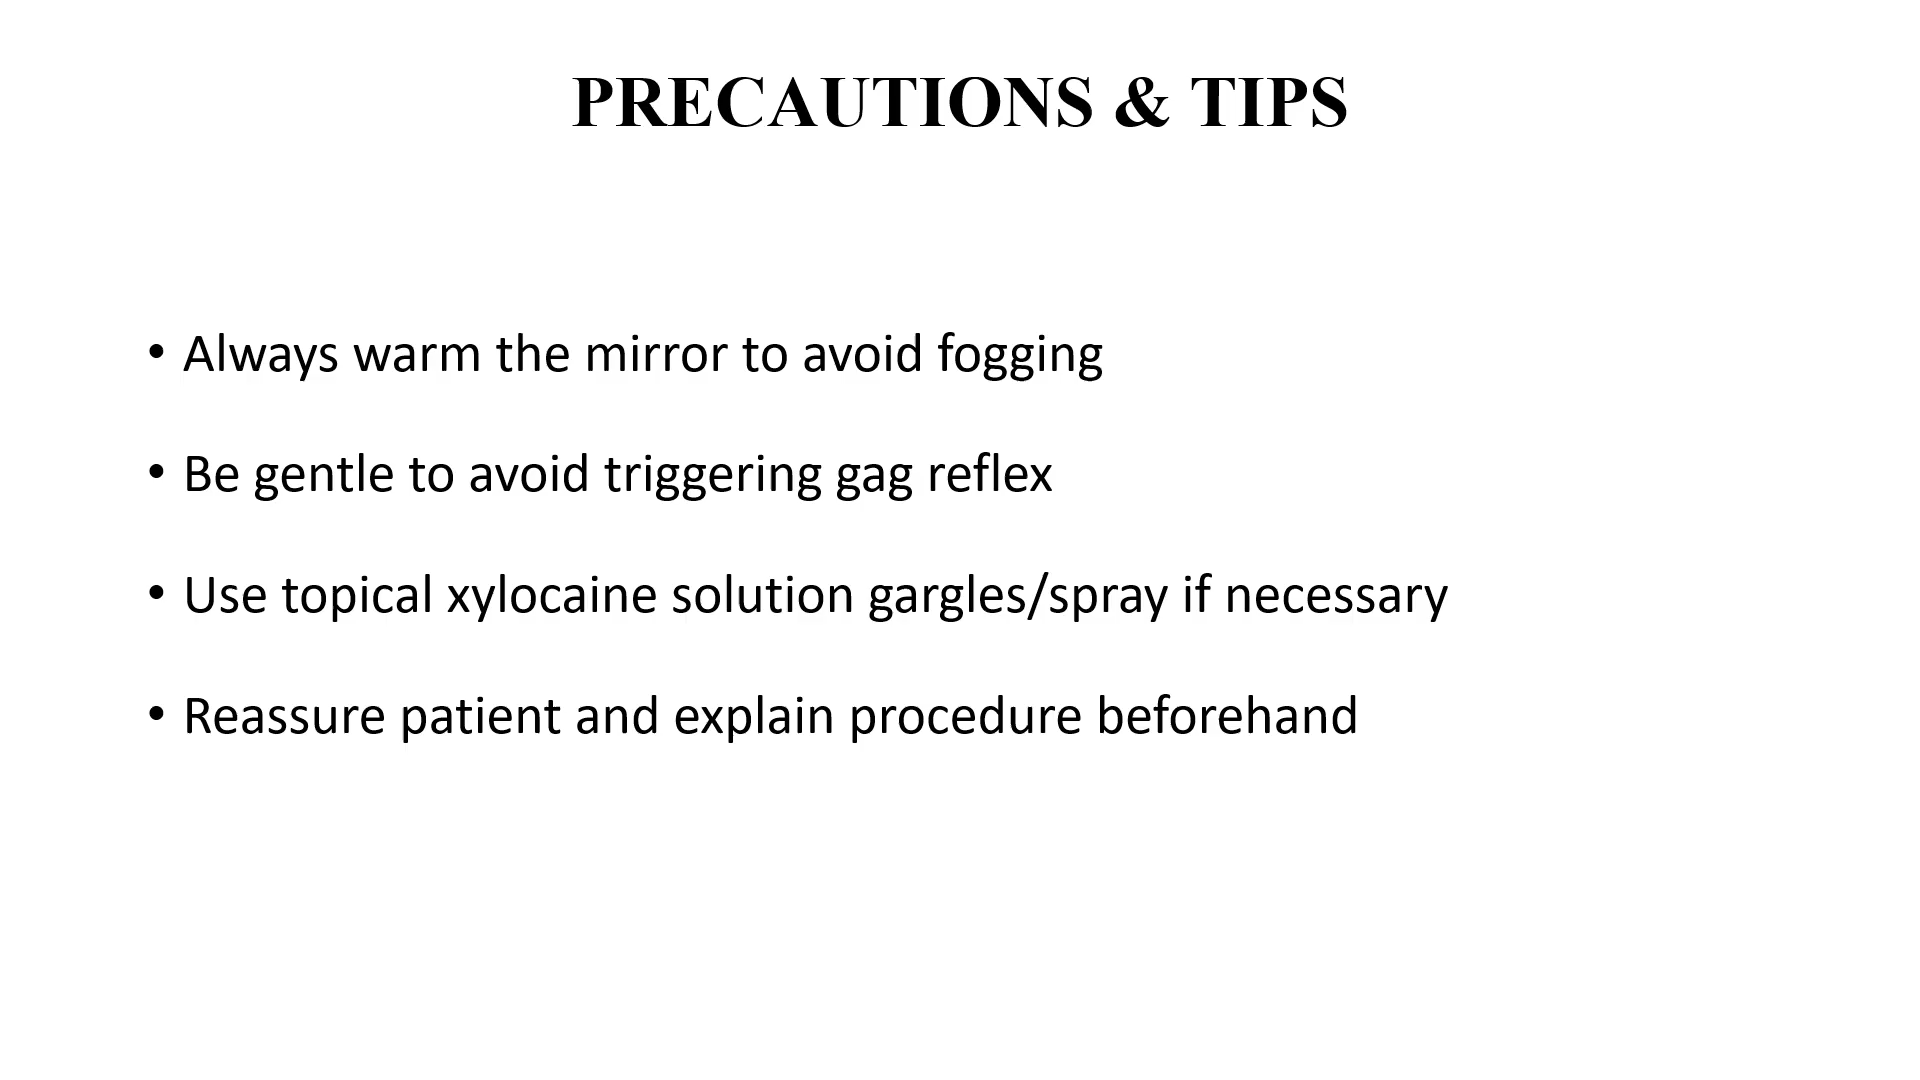 PRECAUTIONS & TIPS
• Always warm the mirror to avoid fogging
• Be gentle to avoid triggering gag reflex
• Use topical xylocaine solution gargles/spray if necessary
• Reassure patient and explain procedure beforehand